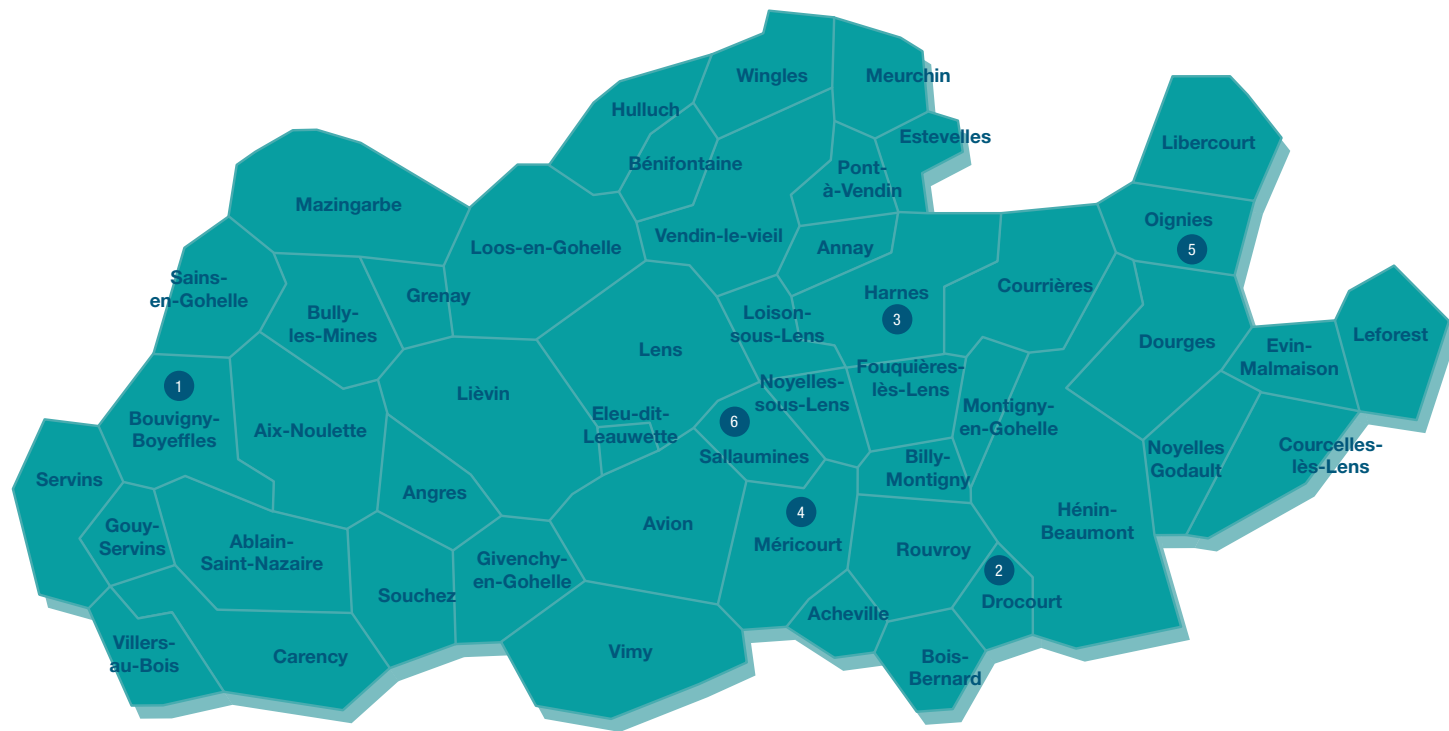 Wingles
Meurchin
Hulluch
Estevelles
Libercourt
Bénifontaine
Pont-
à-Vendin
Mazingarbe
Oignies
5
Loos-en-Gohelle
Vendin-le-vieil
Annay
Sains-
en-Gohelle
Grenay
Harnes
3
Courrières
Bully-
les-Mines
Loison-
sous-Lens
Lens
Dourges
Evin-
Malmaison
Leforest
1
Bouvigny-
Boyeffles
Aix-Noulette
Lièvin
Noyelles-
sous-Lens
Fouquières-
lès-Lens
Montigny-
en-Gohelle
Eleu-dit-
Leauwette
6
Sallaumines
Billy-
Montigny
Noyelles
Godault
Courcelles-
lès-Lens
Servins
Angres
Gouy-
Servins
Ablain-
Saint-Nazaire
Avion
4
Méricourt
Rouvroy
Hénin-
Beaumont
Souchez
Givenchy-
en-Gohelle
2
Drocourt
Acheville
Villers-
au-Bois
Carency
Vimy
Bois-
Bernard